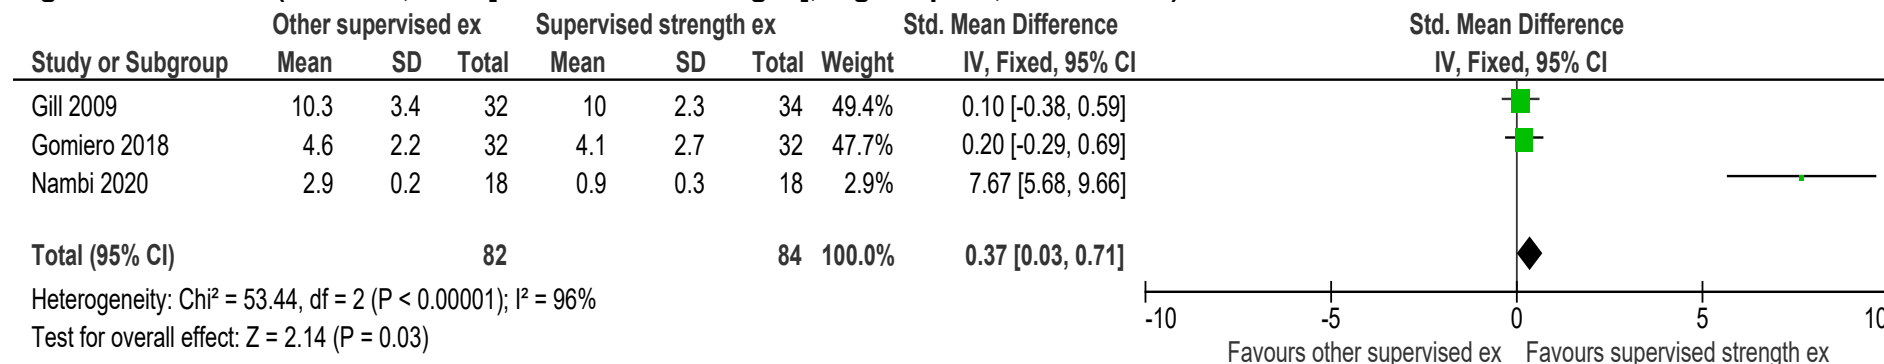 Other supervised ex Supervised strength ex Std. Mean Difference Std. Mean Difference
Study or Subgroup Mean SD Total Mean SD Total Weight IV, Fixed, 95% CI IV, Fixed, 95% CI
Gill 2009 10.3 3.4 32 10 2.3 34 49.4% 0.10 [-0.38, 0.59]
Gomiero 2018 4.6 2.2 32 4.1 2.7 32 47.7% 0.20 [-0.29, 0.69]
Nambi 2020 2.9 0.2 18 0.9 0.3 18 2.9% 7.67 [5.68, 9.66]
Total (95% CI) 82 84 100.0% 0.37 [0.03, 0.71]
Heterogeneity: Chi² = 53.44, df = 2 (P < 0.00001); I² = 96%
Test for overall effect: Z = 2.14 (P = 0.03)
-10 -5 0 5 10
Favours other supervised ex Favours supervised strength ex